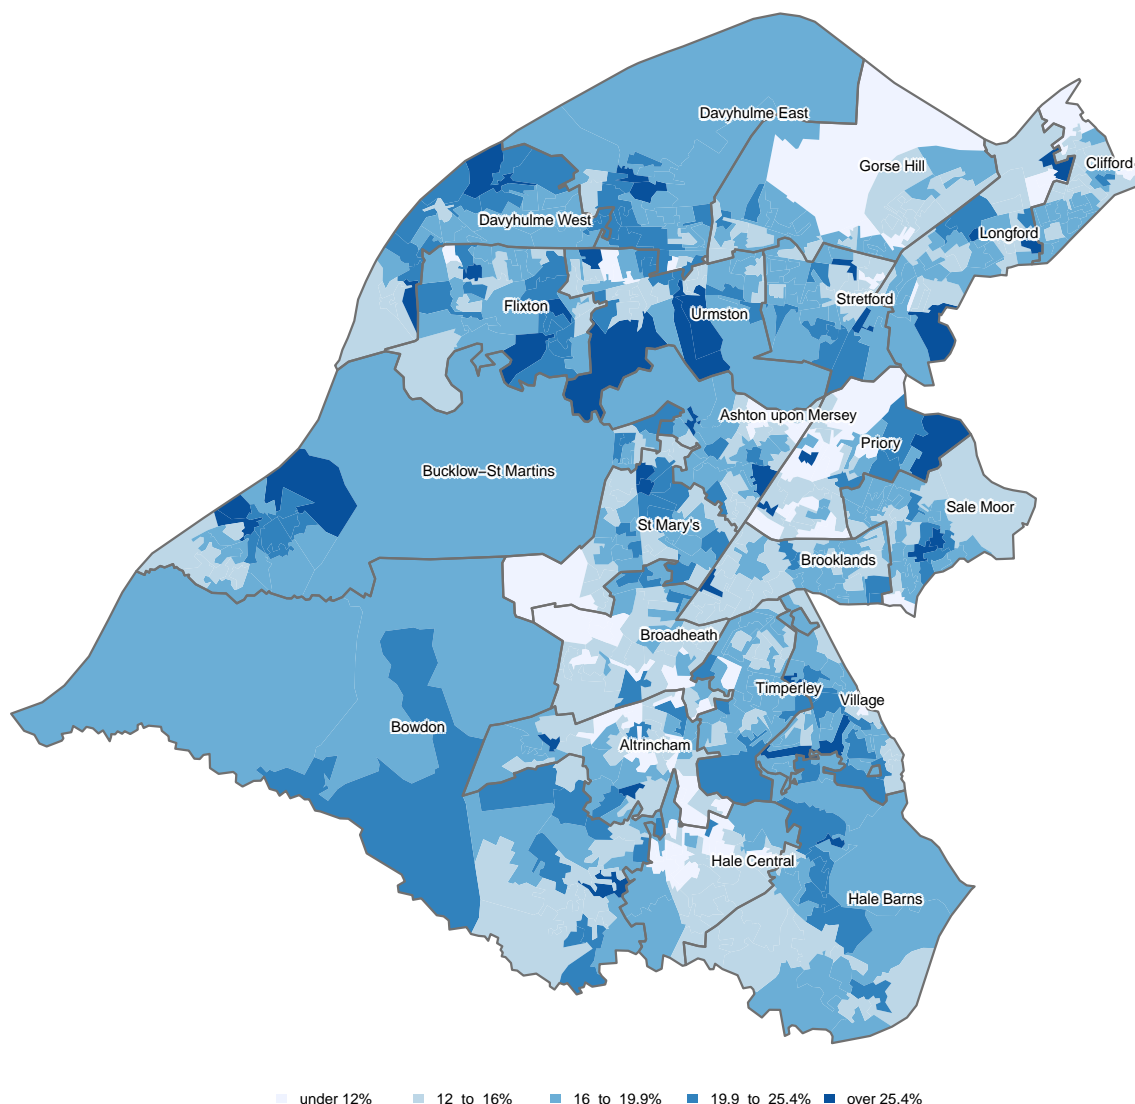 Davyhulme East
Gorse Hill
Clifford
Davyhulme West
Longford
Flixton
Stretford
Urmston
Ashton upon Mersey
Priory
Bucklow−St Martins
Sale Moor
St Mary's
Brooklands
Broadheath
Timperley
Village
Bowdon
Altrincham
Hale Central
Hale Barns
under 12% 12 to 16% 16 to 19.9% 19.9 to 25.4% over 25.4%